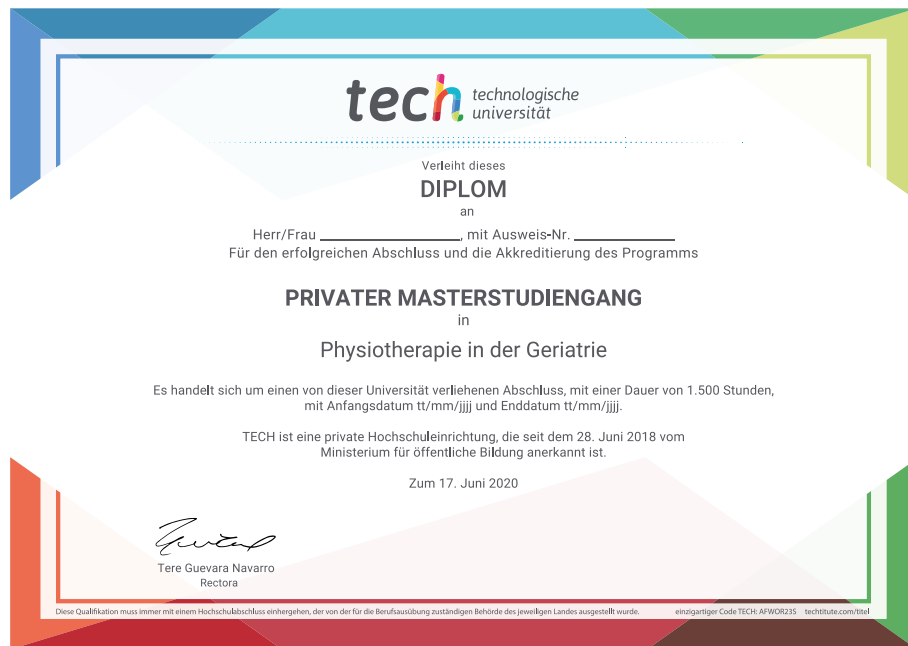 tech technologische
universität
Verleiht dieses
DIPLOM
an
Herr/Frau ________________, mit Ausweis-Nr. ____________
Für den erfolgreichen Abschluss und die Akkreditierung des Programms
PRIVATER MASTERSTUDIENGANG
in
Physiotherapie in der Geriatrie
Es handelt sich um einen von dieser Universität verliehenen Abschluss, mit einer Dauer von 1.500 Stunden,
mit Anfangsdatum tt/mm/jjjj und Enddatum tt/mm/jjjj.
TECH ist eine private Hochschuleinrichtung, die seit dem 28. Juni 2018 vom
Ministerium für öffentliche Bildung anerkannt ist.
Zum 17. Juni 2020
Tere Guevara Navarro
Rectora
Diese Qualifikation muss immer mit einem Hochschulabschluss einhergehen, der von der für die Berufsausübung zuständigen Behörde des jeweiligen Landes ausgestellt wurde. einzigartiger Code TECH: AFWOR23S techtitute.com/titel